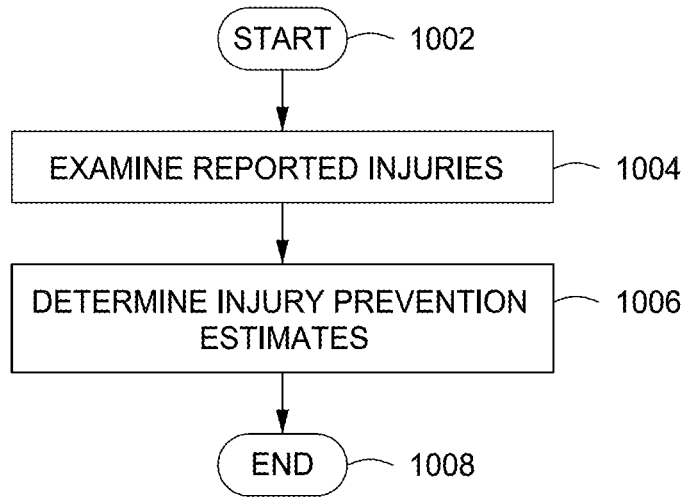 START 1002
EXAMINE REPORTED INJURIES 1004
DETERMINE INJURY PREVENTION 1006
ESTIMATES
END 1008